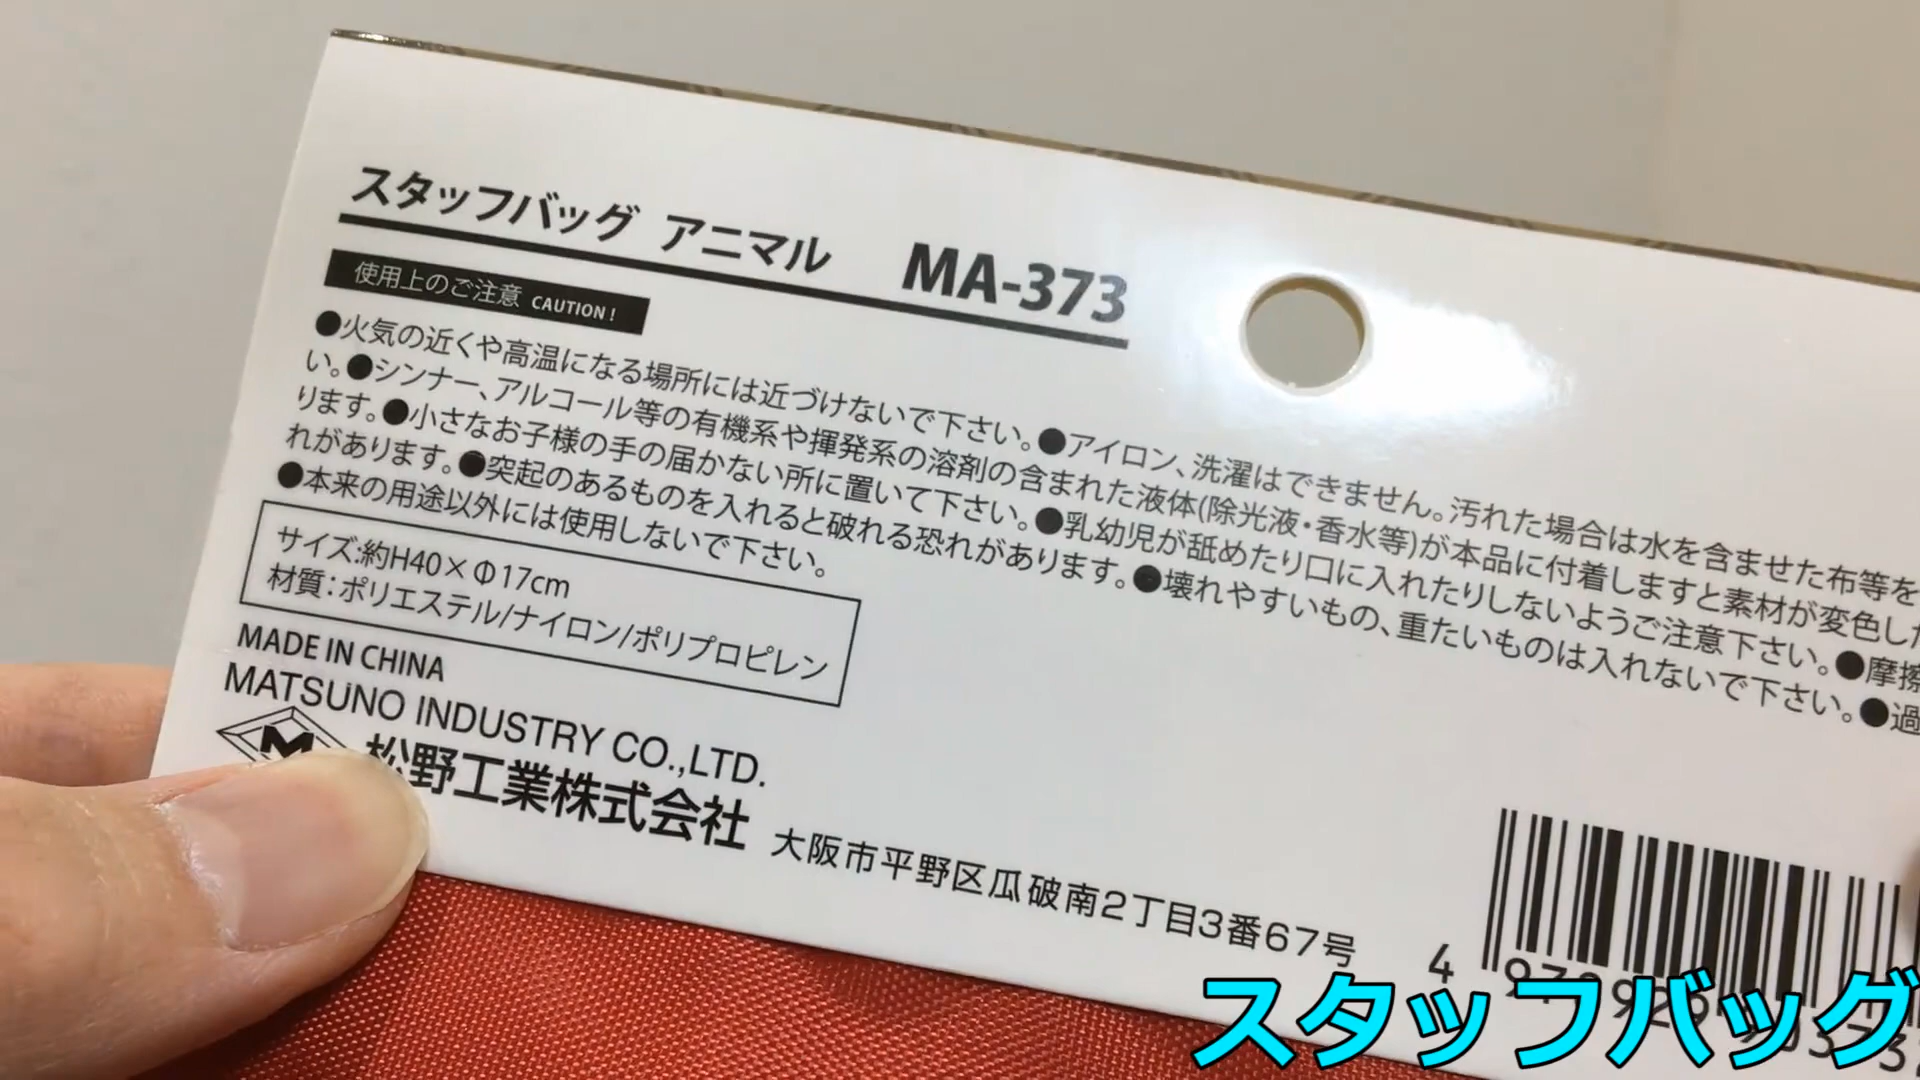 スタッフバッグ アニマル MA-373
使用上のご注意 CAUTION!
●火気の近くや高温になる場所には近づけないで下さい。●アイロン、洗濯はできません。汚れた場合は水を含ませた布等を
い。●シンナー、アルコール等の有機系や揮発系の溶剤の含まれた液体(除光液・香水等)が本品に付着しますと素材が変色し
ります。●小さなお子様の手の届かない所に置いて下さい。●乳幼児が舐めたり口に入れたりしないようご注意下さい。●摩擦
れがあります。●突起のあるものを入れると破れる恐れがあります。●壊れやすいもの、重たいものは入れないで下さい。●過
●本来の用途以外には使用しないで下さい。
サイズ:約H40×Φ17cm
材質:ポリエステル/ナイロン/ポリプロピレン
MADE IN CHINA
MATSUNO INDUSTRY CO.,LTD.
M 松野工業株式会社 大阪市平野区瓜破南2丁目3番67号
4
スタッフバッグ